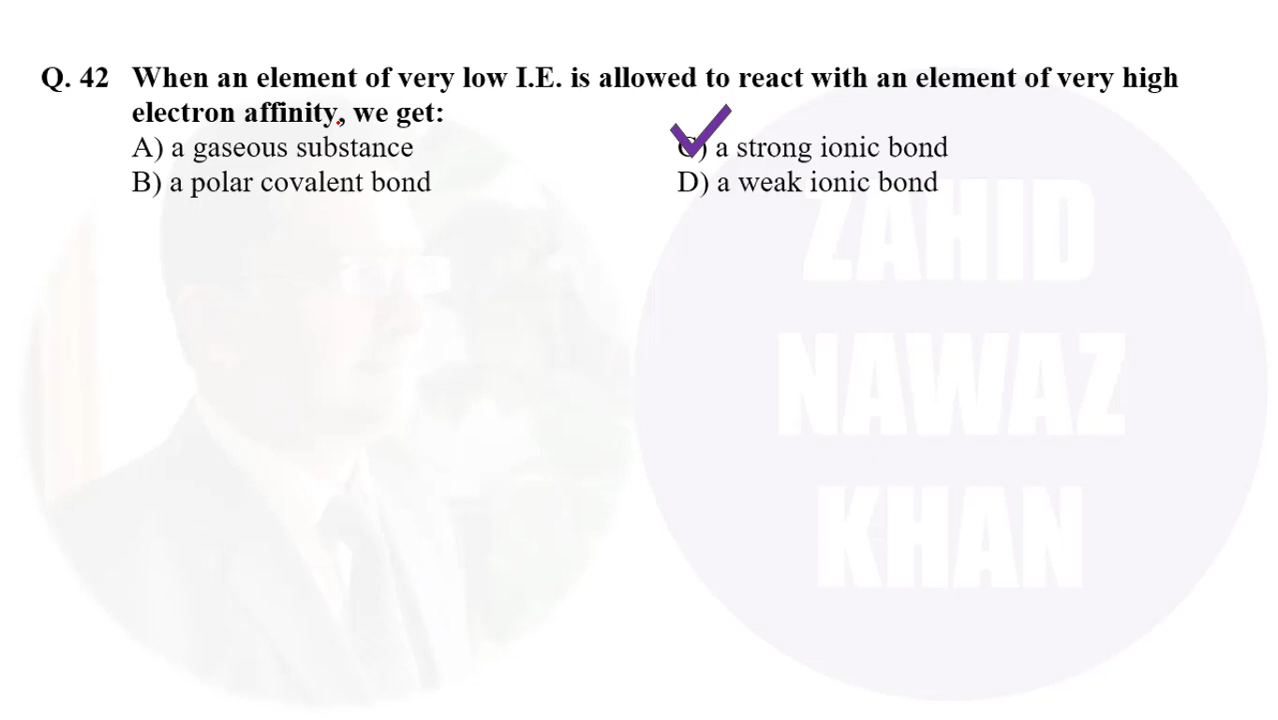 Q. 42 When an element of very low I.E. is allowed to react with an element of very high
electron affinity, we get:
A) a gaseous substance
C) a strong ionic bond
B) a polar covalent bond
D) a weak ionic bond
ZAHID
NAWAZ
KHAN